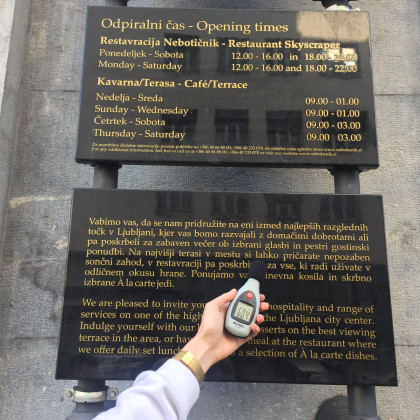 Odpiralni čas - Opening times
Restavracija Nebotičnik - Restaurant Skyscraper
Ponedeljek - Sobota 12.00 - 16.00 in 18.00 - 22.00
Monday - Saturday 12.00 - 16.00 and 18.00 - 22.00
Kavarna/Terasa - Café/Terrace
Nedelja - Sreda 09.00 - 01.00
Sunday - Wednesday 09.00 - 01.00
Četrtek - Sobota 09.00 - 03.00
Thursday - Saturday 09.00 - 03.00
Vabimo vas, da se nam pridružite na eni izmed najlepših razglednih
točk v Ljubljani, kjer vas bomo razvajali z domačimi dobrotami ali
pa poskrbeli za zabaven večer ob izbrani glasbi in pestri gostinski
ponudbi. Na najvišji terasi v mestu si lahko pričarate nepozaben
sončni zahod, v restavraciji pa za vse, ki radi uživate v
odličnem okusu hrane. Ponujamo dnevna kosila in skrbno
izbrane À la carte jedi.
We are pleased to invite you hospitality and range of
services on one of the high Ljubljana city center.
Indulge yourself with our on the best viewing
terrace in the area, or have meal at the restaurant where
we offer daily set lunch a selection of À la carte dishes.